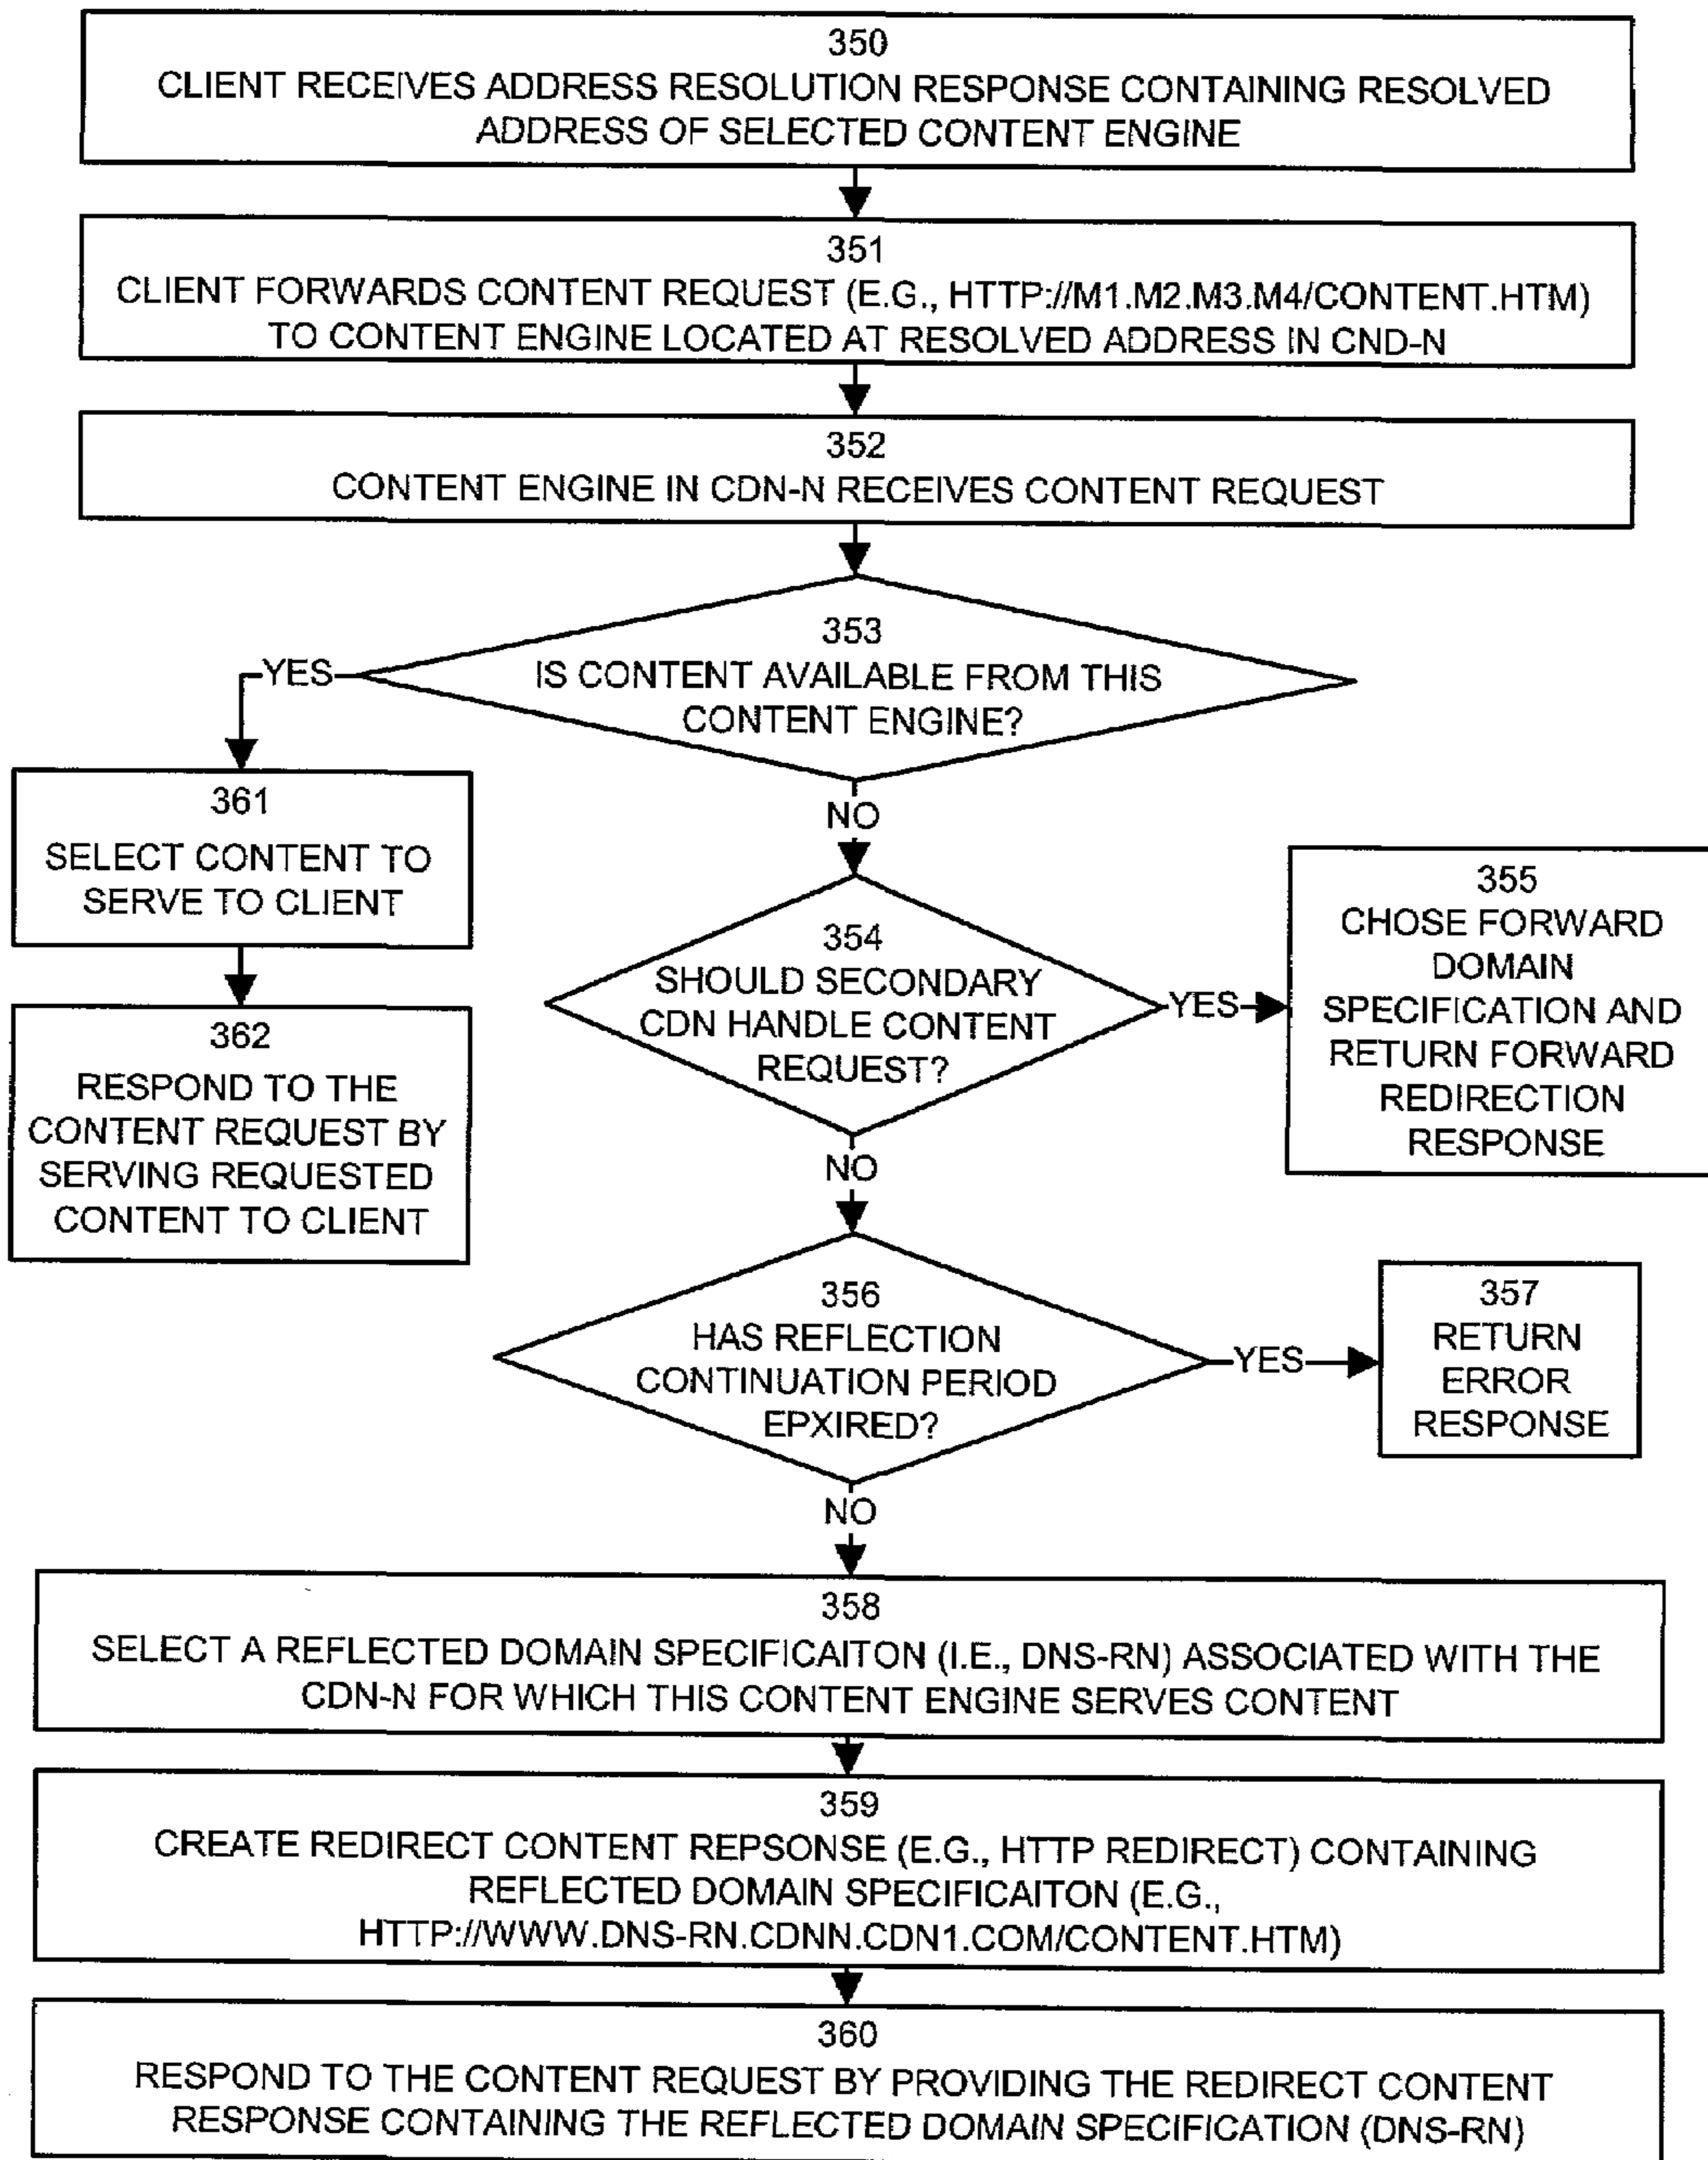 350
CLIENT RECEIVES ADDRESS RESOLUTION RESPONSE CONTAINING RESOLVED
ADDRESS OF SELECTED CONTENT ENGINE
351
CLIENT FORWARDS CONTENT REQUEST (E.G., HTTP://M1.M2.M3.M4/CONTENT.HTM)
TO CONTENT ENGINE LOCATED AT RESOLVED ADDRESS IN CND-N
352
CONTENT ENGINE IN CDN-N RECEIVES CONTENT REQUEST
353
IS CONTENT AVAILABLE FROM THIS
CONTENT ENGINE?
YES
NO
361
SELECT CONTENT TO
SERVE TO CLIENT
362
RESPOND TO THE
CONTENT REQUEST BY
SERVING REQUESTED
CONTENT TO CLIENT
354
SHOULD SECONDARY
CDN HANDLE CONTENT
REQUEST?
YES
NO
355
CHOSE FORWARD
DOMAIN
SPECIFICATION AND
RETURN FORWARD
REDIRECTION
RESPONSE
356
HAS REFLECTION
CONTINUATION PERIOD
EPXIRED?
YES
NO
357
RETURN
ERROR
RESPONSE
358
SELECT A REFLECTED DOMAIN SPECIFICAITON (I.E., DNS-RN) ASSOCIATED WITH THE
CDN-N FOR WHICH THIS CONTENT ENGINE SERVES CONTENT
359
CREATE REDIRECT CONTENT REPSONSE (E.G., HTTP REDIRECT) CONTAINING
REFLECTED DOMAIN SPECIFICAITON (E.G.,
HTTP://WWW.DNS-RN.CDNN.CDN1.COM/CONTENT.HTM)
360
RESPOND TO THE CONTENT REQUEST BY PROVIDING THE REDIRECT CONTENT
RESPONSE CONTAINING THE REFLECTED DOMAIN SPECIFICATION (DNS-RN)